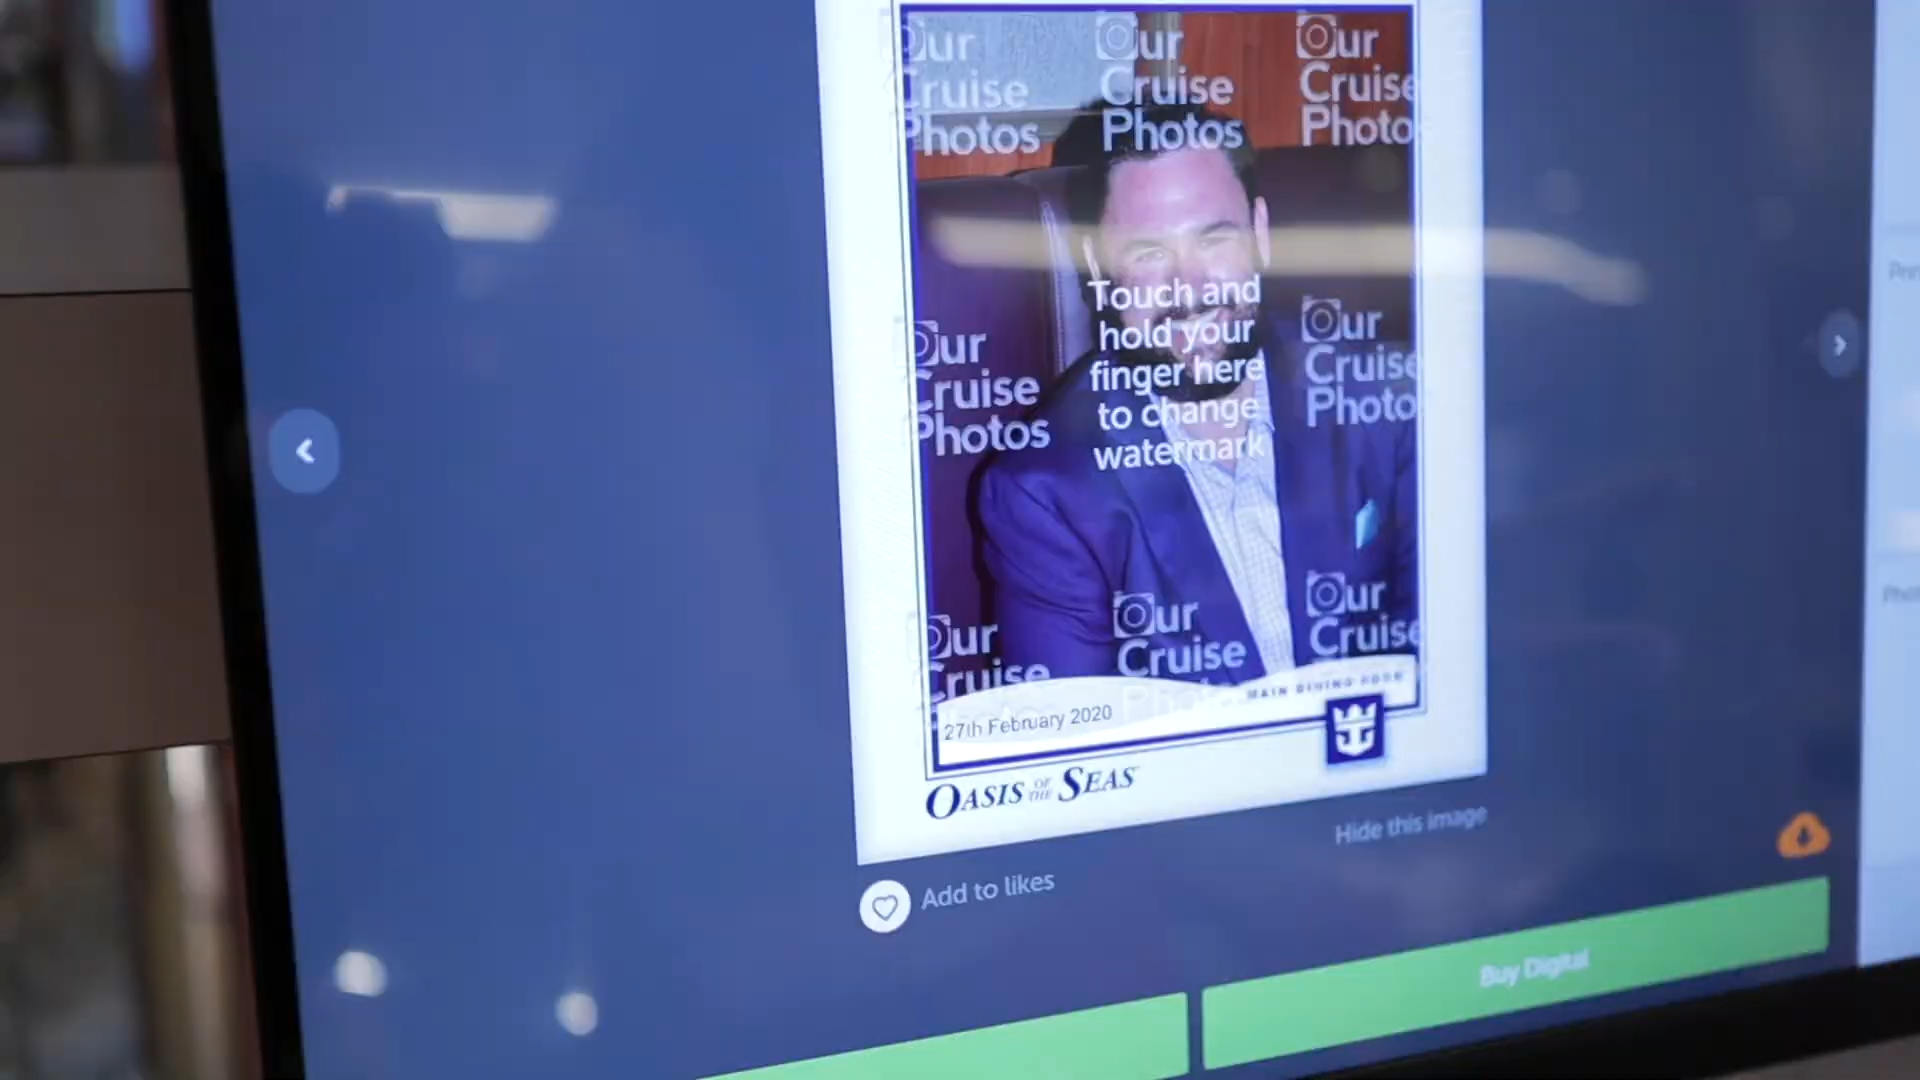 Our
Cruise
Photos
Our
Cruise
Photos
Our
Cruise
Photo
Touch and
hold your
finger here
to change
watermark
Our
Cruise
Photos
Our
Cruise
Photo
Our
Cruise
Our
Cruise
Our
Cruise
MAIN DINING ROOM
27th February 2020
OASIS OF THE SEAS
Hide this image
Add to likes
Buy Digital